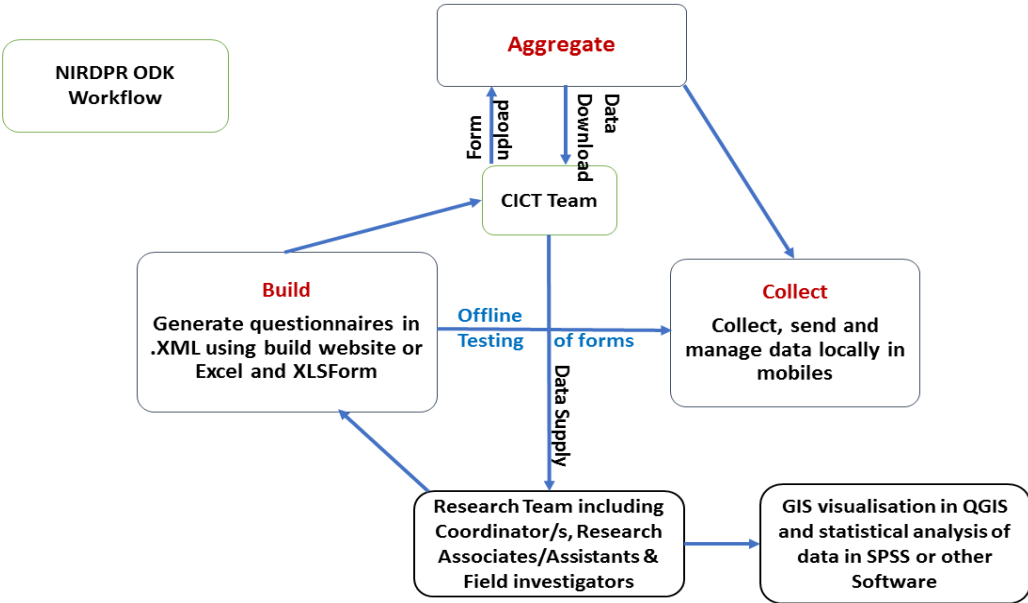 Aggregate
NIRDPR ODK
Workflow
Form
upload
Data
Download
CICT Team
Build
Generate questionnaires in
.XML using build website or
Excel and XLSForm
Offline
Testing of forms
Collect
Collect, send and
manage data locally in
mobiles
Data Supply
Research Team including
Coordinator/s, Research
Associates/Assistants &
Field investigators
GIS visualisation in QGIS
and statistical analysis of
data in SPSS or other
Software